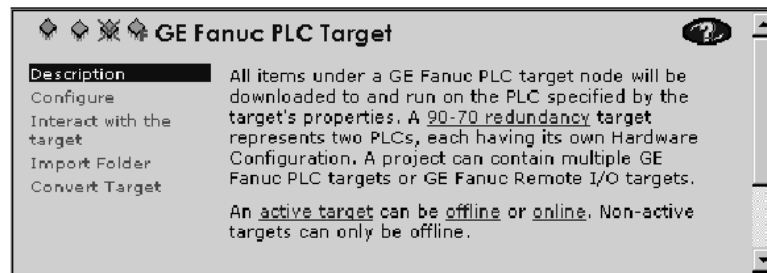 GE Fanuc PLC Target
Description
Configure
Interact with the
target
Import Folder
Convert Target
All items under a GE Fanuc PLC target node will be
downloaded to and run on the PLC specified by the
target's properties. A 90-70 redundancy target
represents two PLCs, each having its own Hardware
Configuration. A project can contain multiple GE
Fanuc PLC targets or GE Fanuc Remote I/O targets.
An active target can be offline or online. Non-active
targets can only be offline.